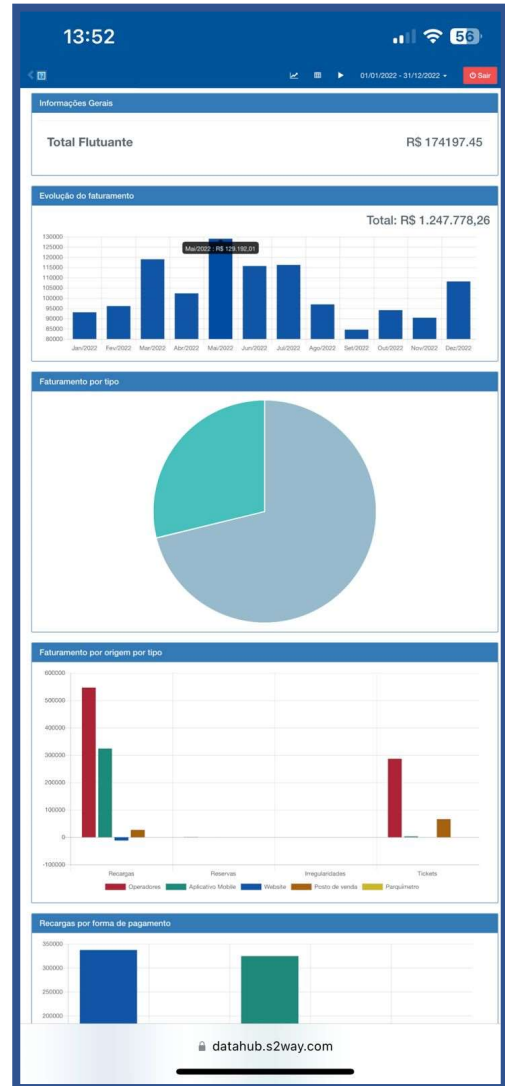 13:52
56
01/01/2022 - 31/12/2022
Sair
Informações Gerais
Total Flutuante
R$ 174197.45
Evolução do faturamento
Total: R$ 1.247.778,26
130000
125000
120000
115000
110000
105000
100000
95000
90000
85000
80000
Mai/2022 : R$ 129.192,01
Jan/2022 Fev/2022 Mar/2022 Abr/2022 Mai/2022 Jun/2022 Jul/2022 Ago/2022 Set/2022 Out/2022 Nov/2022 Dez/2022
Faturamento por tipo
Faturamento por origem por tipo
600000
500000
400000
300000
200000
100000
0
-100000
Recargas Reservas Irregularidades Tickets
Operadores Aplicativo Mobile Website Posto de venda Parquímetro
Recargas por forma de pagamento
350000
300000
250000
200000
datahub.s2way.com